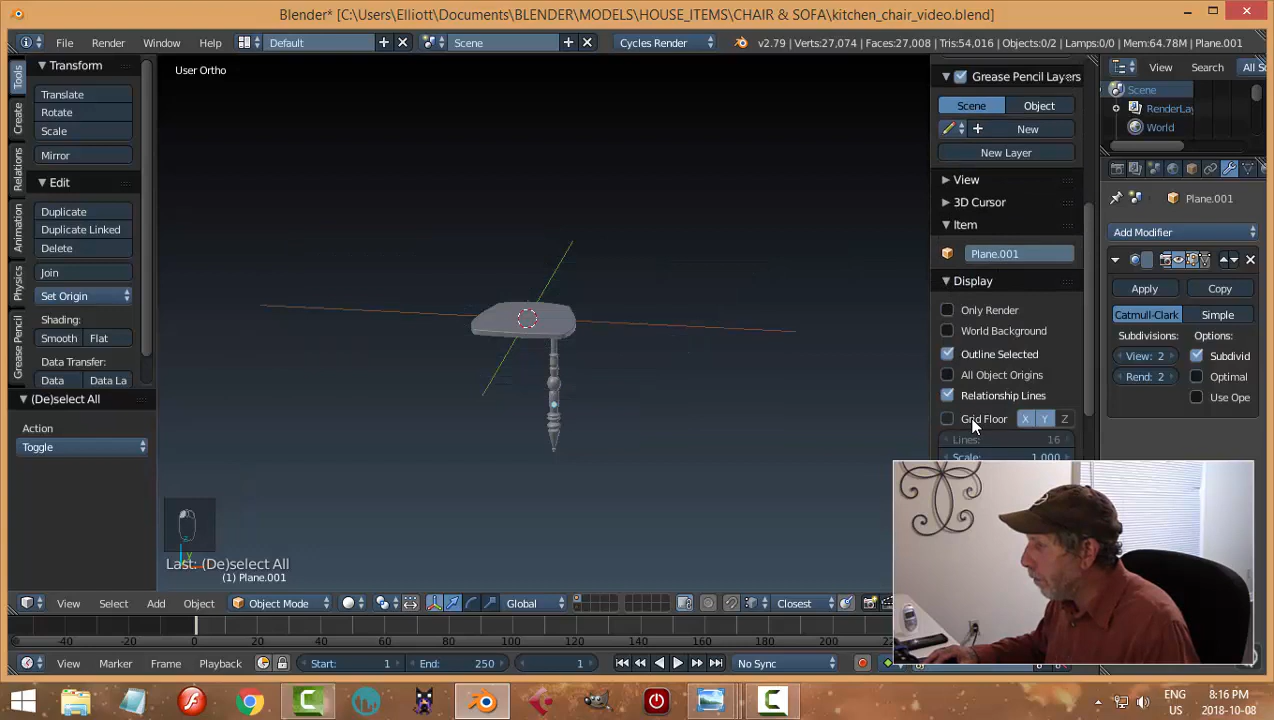 Blender* [C:\Users\Elliott\Documents\BLENDER\MODELS\HOUSE_ITEMS\CHAIR & SOFA\kitchen_chair_video.blend]
File Render Window Help Default Scene Cycles Render v2.79 | Verts:27,074 | Faces:27,008 | Tris:54,016 | Objects:0/2 | Lamps:0/0 | Mem:64.78M | Plane.001
Tools
Create
Relations
Animation
Physics
Grease Pencil
Transform
Translate
Rotate
Scale
Mirror
Edit
Duplicate
Duplicate Linked
Delete
Join
Set Origin
Shading:
Smooth Flat
Data Transfer:
Data Data La
(De)select All
Action
Toggle
User Ortho
Last: (De)select All
(1) Plane.001
Grease Pencil Layers
Scene Object
New
New Layer
View
3D Cursor
Item
Plane.001
Display
Only Render
World Background
Outline Selected
All Object Origins
Relationship Lines
Grid Floor X Y Z
Lines: 16
Scale: 1.000
View Search All Sc
Scene
RenderLay
World
Plane.001
Add Modifier
Apply Copy
Catmull-Clark Simple
Subdivisions: Options:
View: 2 Subdivid
Rend: 2 Optimal
Use Ope
View Select Add Object Object Mode Global Closest
-40 -20 0 20 40 60 80 100 120 140 160 180 200
View Marker Frame Playback Start: 1 End: 250 1 No Sync
ENG 8:16 PM
US 2018-10-08